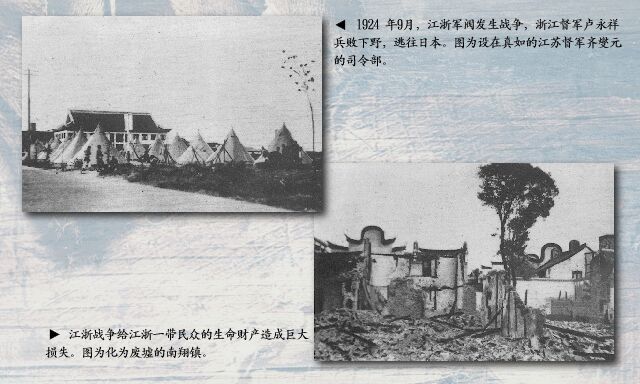 ◀ 1924 年9月，江浙军阀发生战争，浙江督军卢永祥
兵败下野，逃往日本。图为设在真如的江苏督军齐燮元
的司令部。
▶ 江浙战争给江浙一带民众的生命财产造成巨大
损失。图为化为废墟的南翔镇。